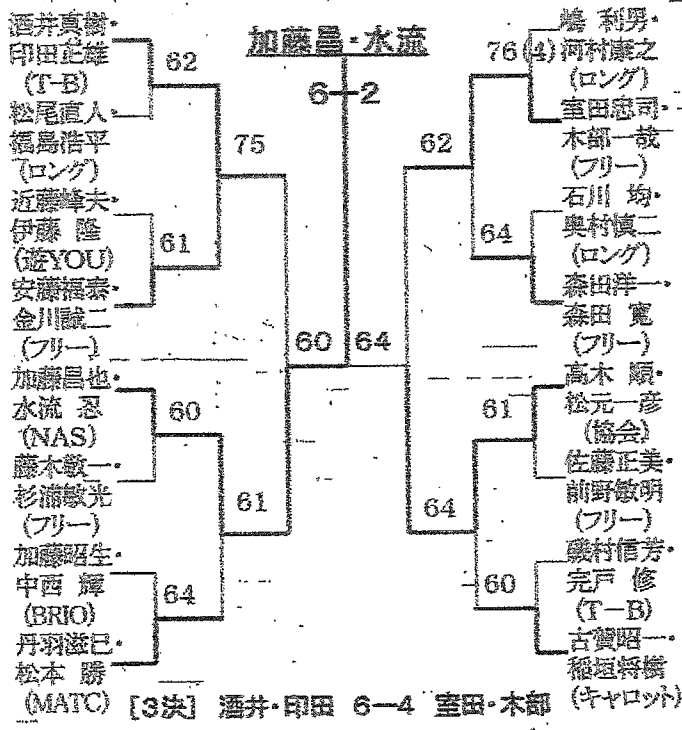 加藤昌・水流
6－2
酒井真樹・
印田正雄
(T-B)
松尾直人・
福島浩平
(ロング)
近藤峰夫・
伊藤 隆
(遊YOU)
安藤福泰・
金川誠二
(フリー)
加藤昌也・
水流 忍
(NAS)
藤木敬一・
杉浦敏光
(フリー)
加藤昭生・
中西 輝
(BRIO)
丹羽滋巳・
松本 勝
(MATC)
62
61
60
64
75
61
60
64
62
64
76(4)
64
61
60
嶋 利男・
河村康之
(ロング)
室田忠司・
木部一哉
(フリー)
石川 均・
奥村慎二
(ロング)
森田洋一・
森田 寛
(フリー)
高木 順・
松元一彦
(協会)
佐藤正美・
前野敏明
(フリー)
磯村信芳・
宍戸 修
(T－B)
古賀昭一・
稲垣将樹
(キャロット)
[3決] 酒井・印田 6－4 室田・木部